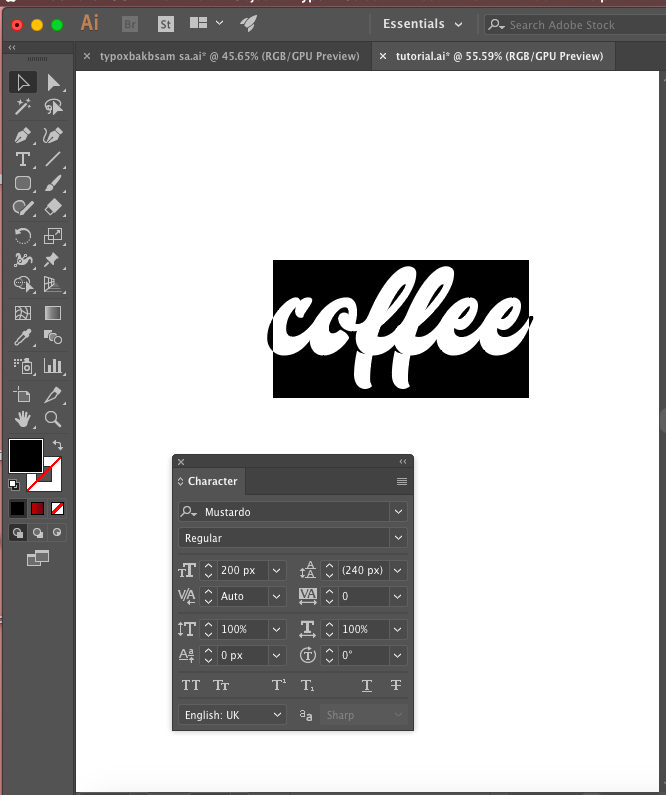 Ai Br St Essentials Search Adobe Stock
typoxbakbsam sa.ai* @ 45.65% (RGB/GPU Preview) tutorial.ai* @ 55.59% (RGB/GPU Preview)
coffee
Character
Mustardo
Regular
200 px (240 px)
Auto 0
100% 100%
0 px 0°
TT Tt T¹ T₁ T T
English: UK aa Sharp